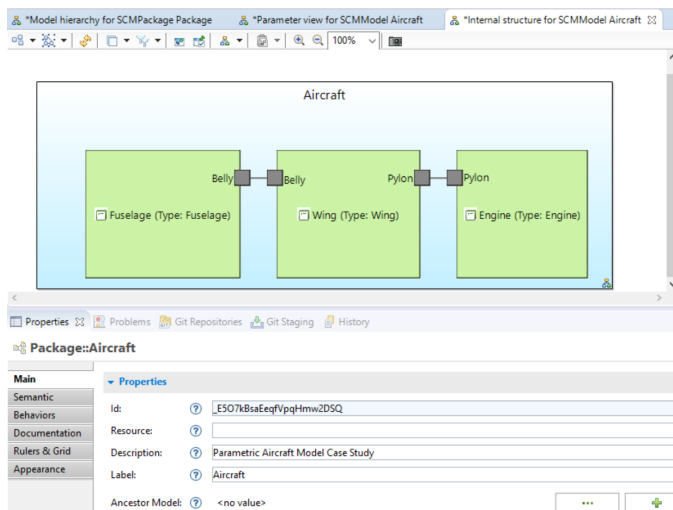 *Model hierarchy for SCMPackage Package *Parameter view for SCMModel Aircraft *Internal structure for SCMModel Aircraft
100%
Aircraft
Belly Belly Pylon Pylon
Fuselage (Type: Fuselage) Wing (Type: Wing) Engine (Type: Engine)
Properties Problems Git Repositories Git Staging History
Package::Aircraft
Main
Semantic
Behaviors
Documentation
Rulers & Grid
Appearance
Properties
Id: ? _E5O7kBsaEeqfVpqHmw2DSQ
Resource: ?
Description: ? Parametric Aircraft Model Case Study
Label: ? Aircraft
Ancestor Model: ? <no value> ...